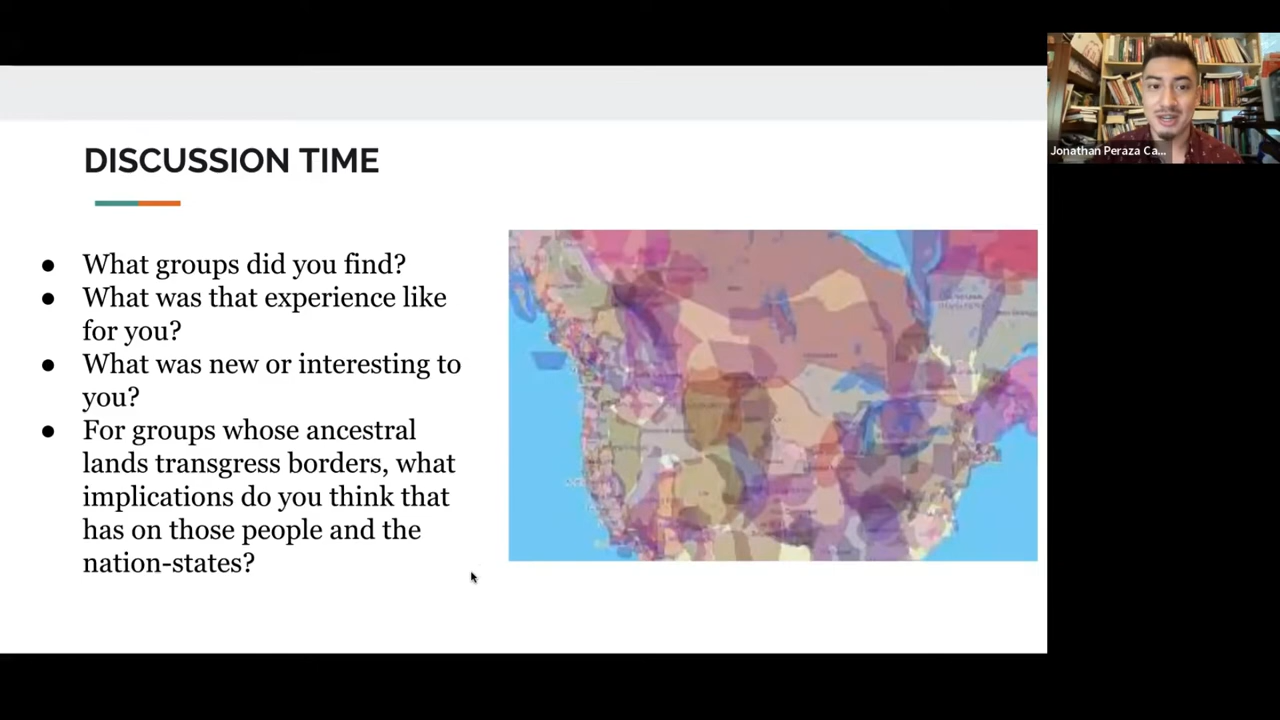 DISCUSSION TIME
● What groups did you find?
● What was that experience like
for you?
● What was new or interesting to
you?
● For groups whose ancestral
lands transgress borders, what
implications do you think that
has on those people and the
nation-states?
Jonathan Peraza Ca...